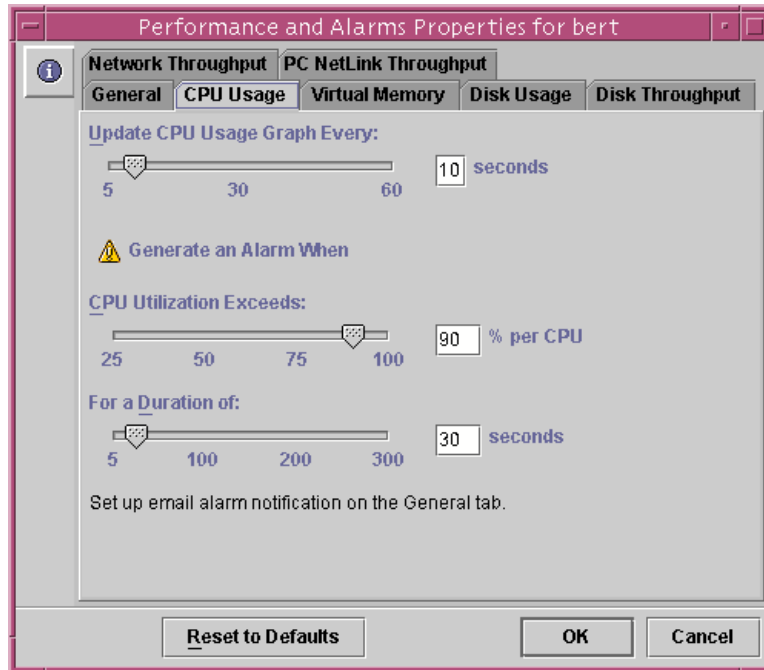 Performance and Alarms Properties for bert
Network Throughput PC NetLink Throughput
General CPU Usage Virtual Memory Disk Usage Disk Throughput
Update CPU Usage Graph Every:
10 seconds
5 30 60
Generate an Alarm When
CPU Utilization Exceeds:
90 % per CPU
25 50 75 100
For a Duration of:
30 seconds
5 100 200 300
Set up email alarm notification on the General tab.
Reset to Defaults OK Cancel